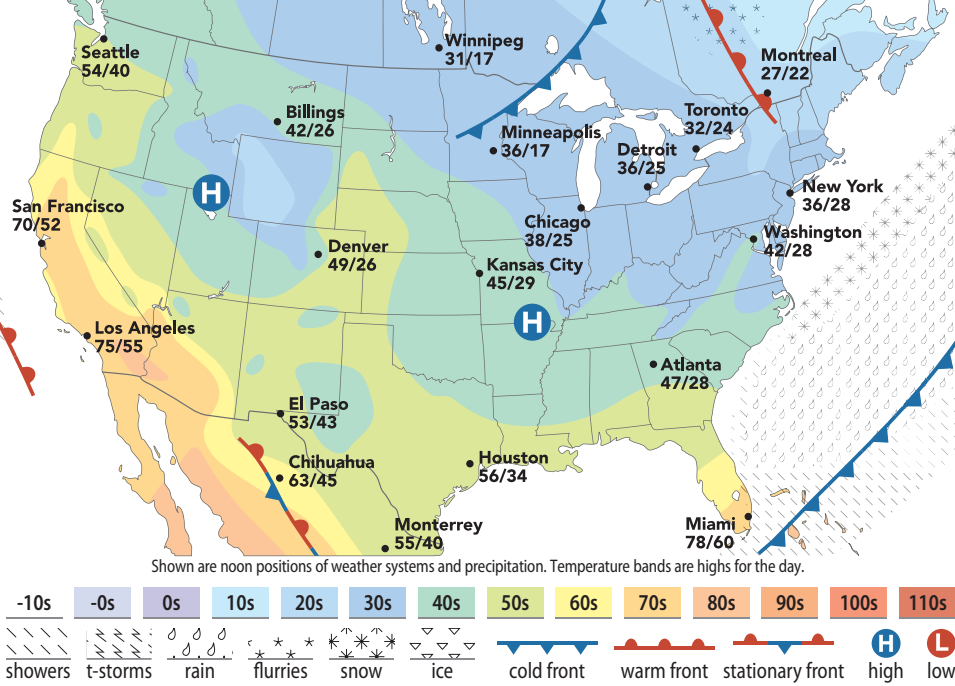 Seattle
54/40
Winnipeg
31/17
Montreal
27/22
Billings
42/26
Toronto
32/24
Minneapolis
36/17
Detroit
36/25
H
New York
36/28
San Francisco
70/52
Chicago
38/25
Washington
42/28
Denver
49/26
Kansas City
45/29
H
Los Angeles
75/55
Atlanta
47/28
El Paso
53/43
Chihuahua
63/45
Houston
56/34
Monterrey
55/40
Miami
78/60
Shown are noon positions of weather systems and precipitation. Temperature bands are highs for the day.
-10s -0s 0s 10s 20s 30s 40s 50s 60s 70s 80s 90s 100s 110s
H L
showers t-storms rain flurries snow ice cold front warm front stationary front high low